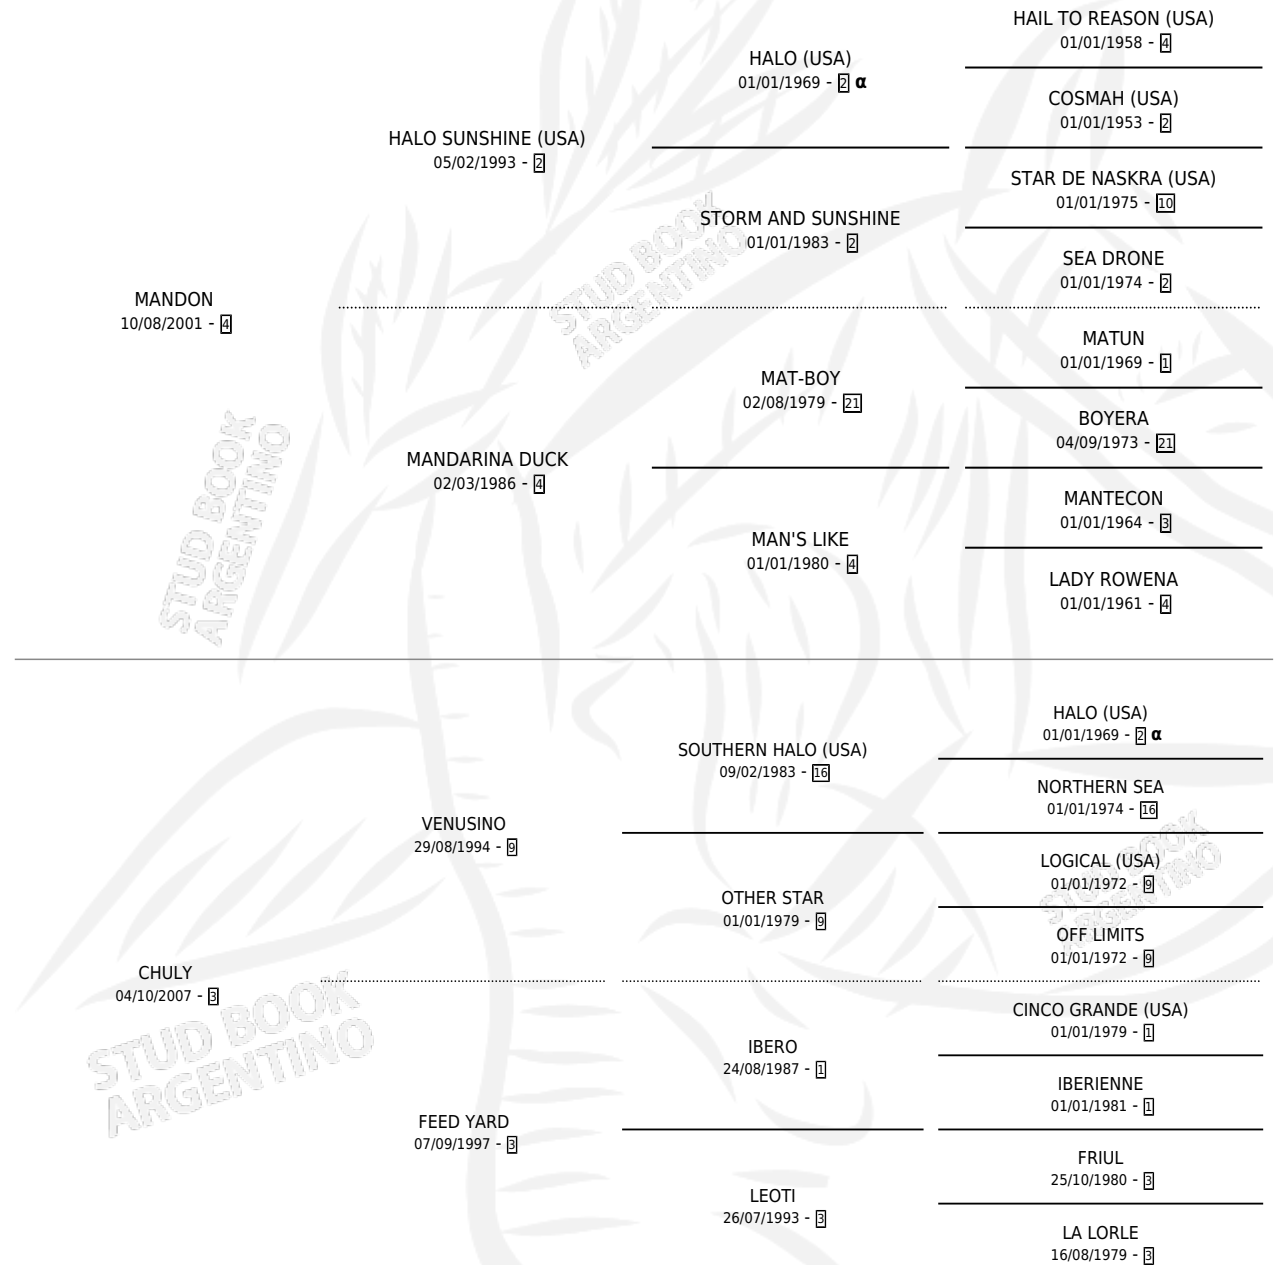 HAIL TO REASON (USA)
01/01/1958 - 4
HALO (USA)
01/01/1969 - 2 α
COSMAH (USA)
01/01/1953 - 2
HALO SUNSHINE (USA)
05/02/1993 - 2
STAR DE NASKRA (USA)
01/01/1975 - 10
STORM AND SUNSHINE
01/01/1983 - 2
SEA DRONE
01/01/1974 - 2
MANDON
10/08/2001 - 4
MATUN
01/01/1969 - 1
MAT-BOY
02/08/1979 - 21
BOYERA
04/09/1973 - 21
MANDARINA DUCK
02/03/1986 - 4
MANTECON
01/01/1964 - 3
MAN'S LIKE
01/01/1980 - 4
LADY ROWENA
01/01/1961 - 4
HALO (USA)
01/01/1969 - 2 α
SOUTHERN HALO (USA)
09/02/1983 - 16
NORTHERN SEA
01/01/1974 - 16
VENUSINO
29/08/1994 - 9
LOGICAL (USA)
01/01/1972 - 9
OTHER STAR
01/01/1979 - 9
OFF LIMITS
01/01/1972 - 9
CHULY
04/10/2007 - 3
CINCO GRANDE (USA)
01/01/1979 - 1
IBERO
24/08/1987 - 1
IBERIENNE
01/01/1981 - 1
FEED YARD
07/09/1997 - 3
FRIUL
25/10/1980 - 3
LEOTI
26/07/1993 - 3
LA LORLE
16/08/1979 - 3
STUD BOOK
ARGENTINO
STUD BOOK
ARGENTINO
STUD BOOK
ARGENTINO
STUD BOOK
ARGENTINO